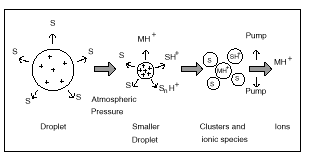 S
S
S
S
S
S
+ + + + + +
MH+
S
SH+
S
SnH+
+ + + +
S
SH+
MH+
S
S
Pump
Pump
MH+
Atmospheric
Pressure
Droplet
Smaller
Droplet
Clusters and
ionic species
Ions